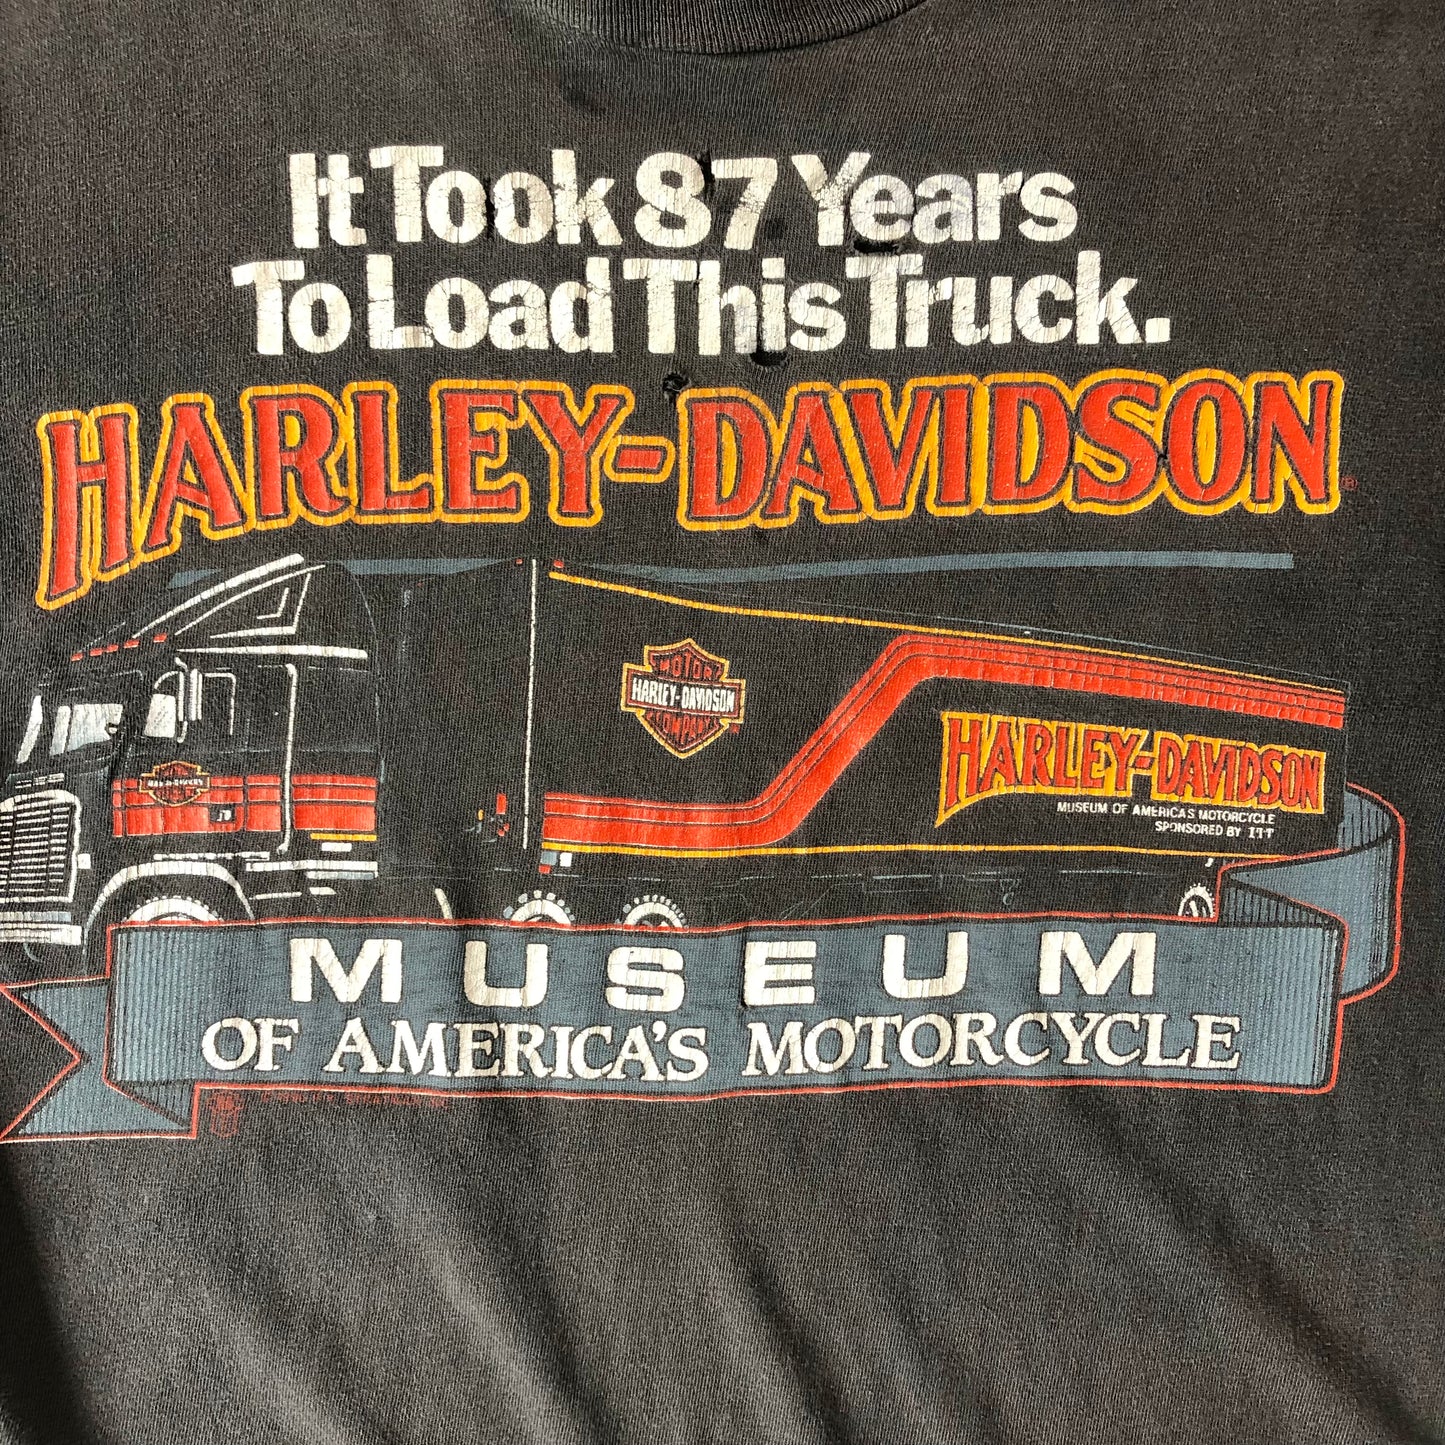 It Took 87 Years
To Load This Truck.
HARLEY-DAVIDSON®
MOTOR
HARLEY-DAVIDSON
COMPANY
HARLEY-DAVIDSON
MUSEUM OF AMERICA'S MOTORCYCLE
SPONSORED BY ITT
MUSEUM
OF AMERICA'S MOTORCYCLE